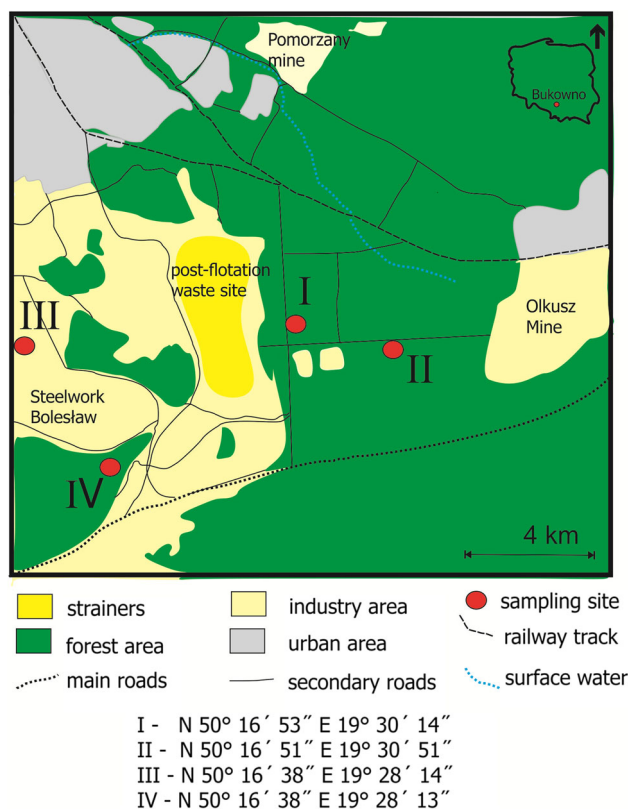 Pomorzany
mine
Bukowno
post-flotation
waste site
I
III
II
Olkusz
Mine
Steelwork
Bolesław
IV
4 km
strainers
industry area
sampling site
forest area
urban area
railway track
main roads
secondary roads
surface water
I - N 50° 16´ 53˝ E 19° 30´ 14˝
II - N 50° 16´ 51˝ E 19° 30´ 51˝
III - N 50° 16´ 38˝ E 19° 28´ 14˝
IV - N 50° 16´ 38˝ E 19° 28´ 13˝